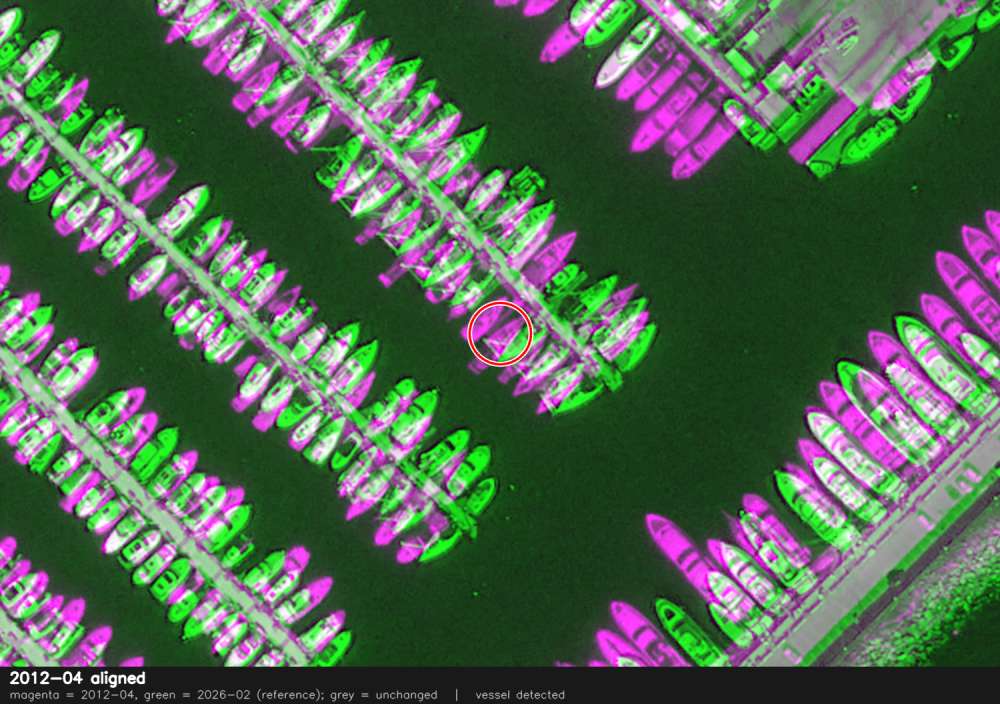 2012-04 aligned
magenta = 2012-04, green = 2026-02 (reference); grey = unchanged | vessel detected